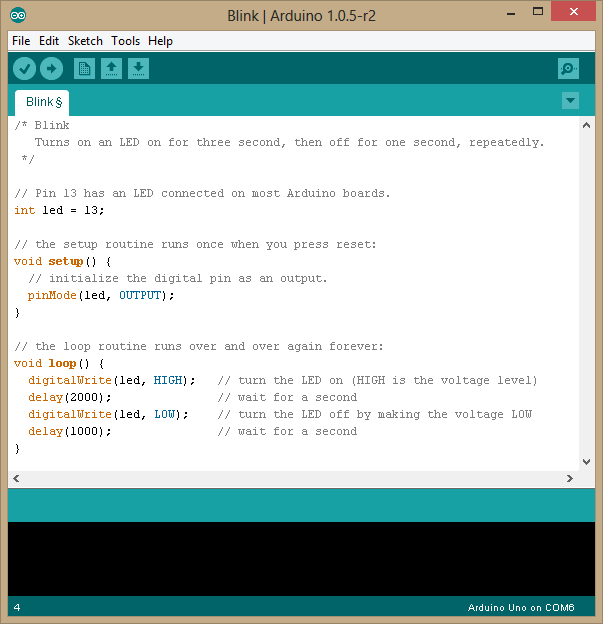 Blink | Arduino 1.0.5-r2
File Edit Sketch Tools Help
Blink §
/* Blink
   Turns on an LED on for three second, then off for one second, repeatedly.
 */

// Pin 13 has an LED connected on most Arduino boards.
int led = 13;

// the setup routine runs once when you press reset:
void setup() {
  // initialize the digital pin as an output.
  pinMode(led, OUTPUT);
}

// the loop routine runs over and over again forever:
void loop() {
  digitalWrite(led, HIGH);   // turn the LED on (HIGH is the voltage level)
  delay(2000);               // wait for a second
  digitalWrite(led, LOW);    // turn the LED off by making the voltage LOW
  delay(1000);               // wait for a second
}
4
Arduino Uno on COM6